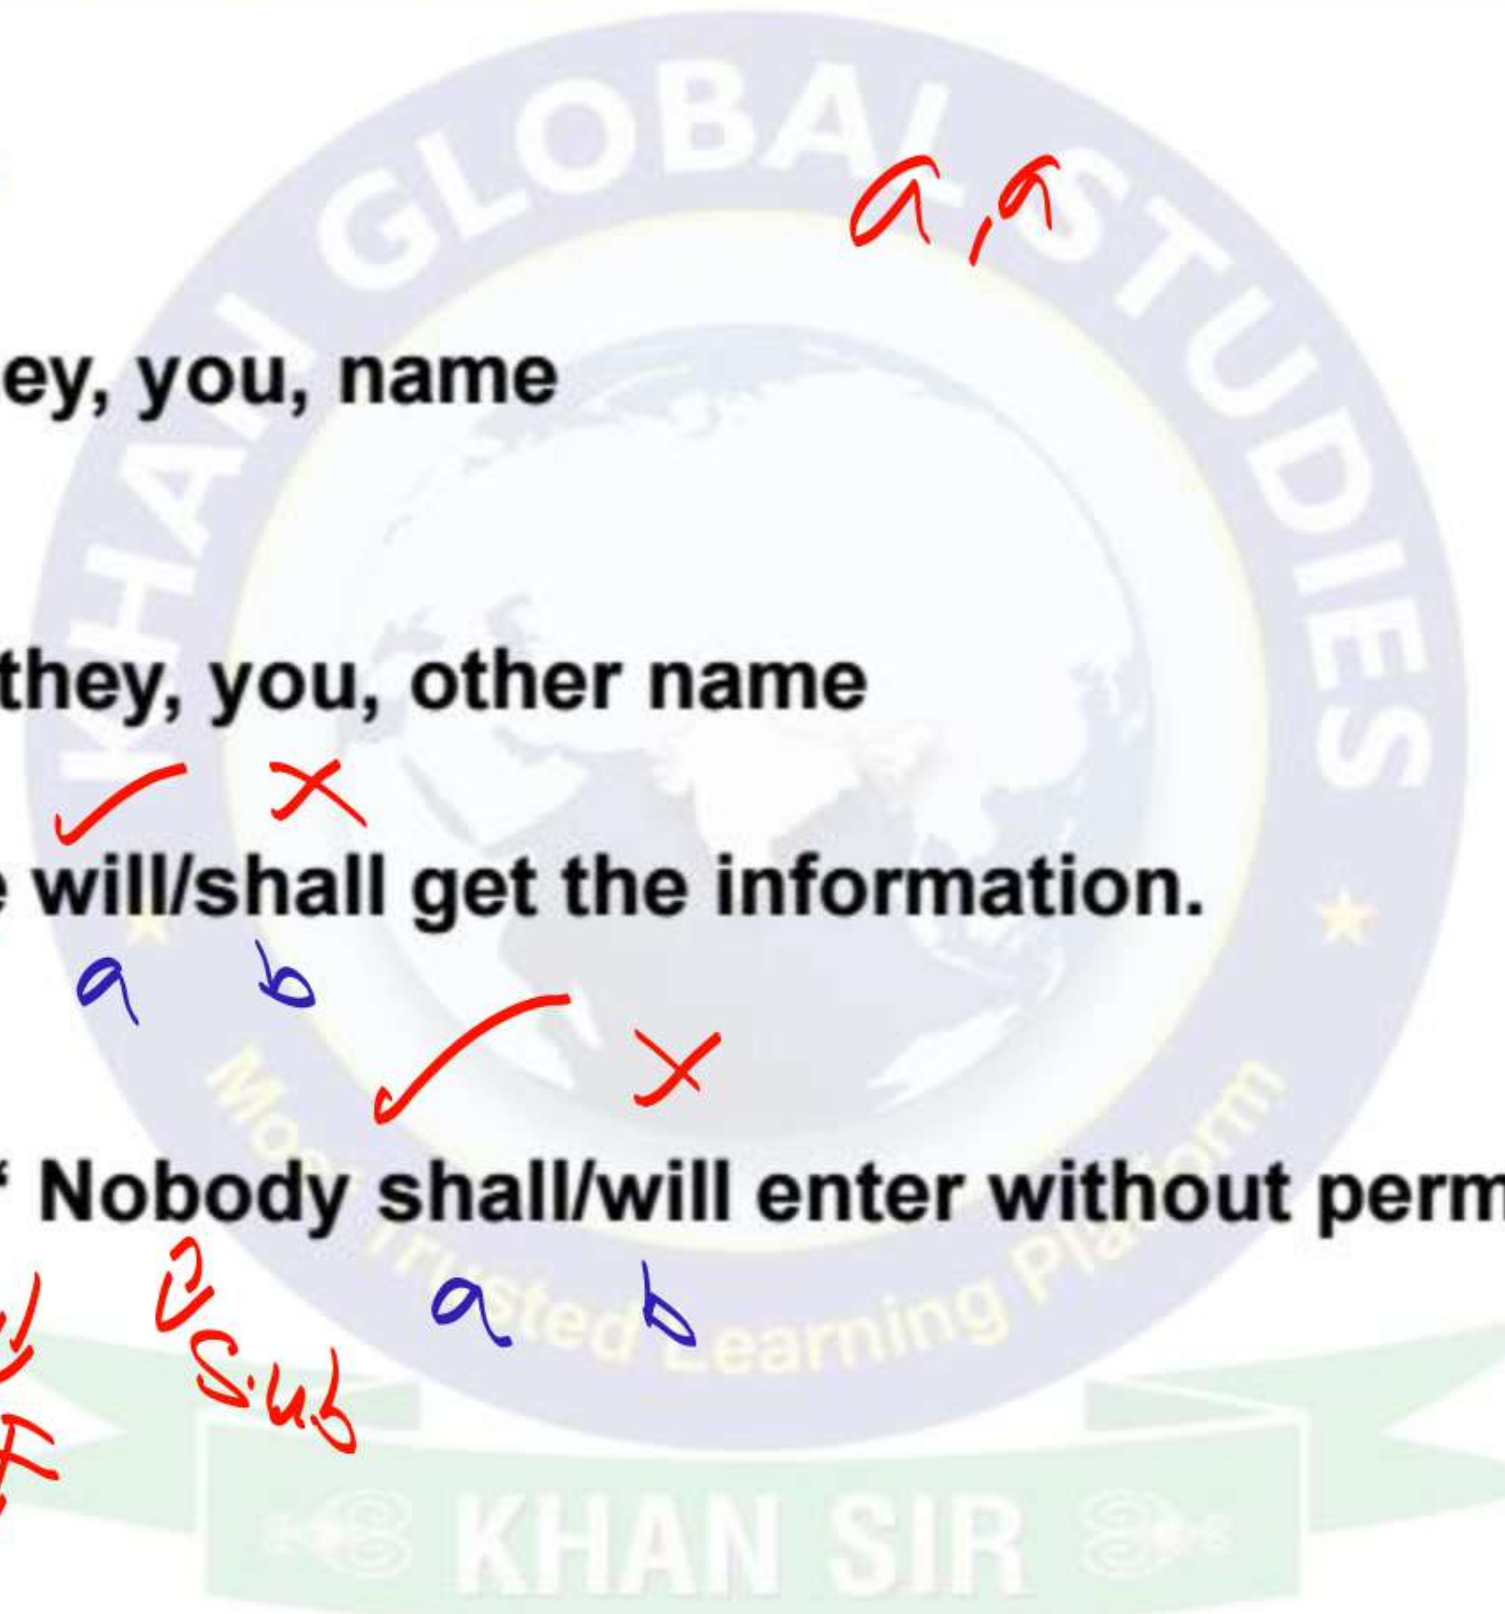 KHAN GLOBAL STUDIES
a, a
ey, you, name
they, you, other name
will/shall get the information.
a b
Nobody shall/will enter without perm
a b
Sub
Most Trusted Learning Platform
KHAN SIR